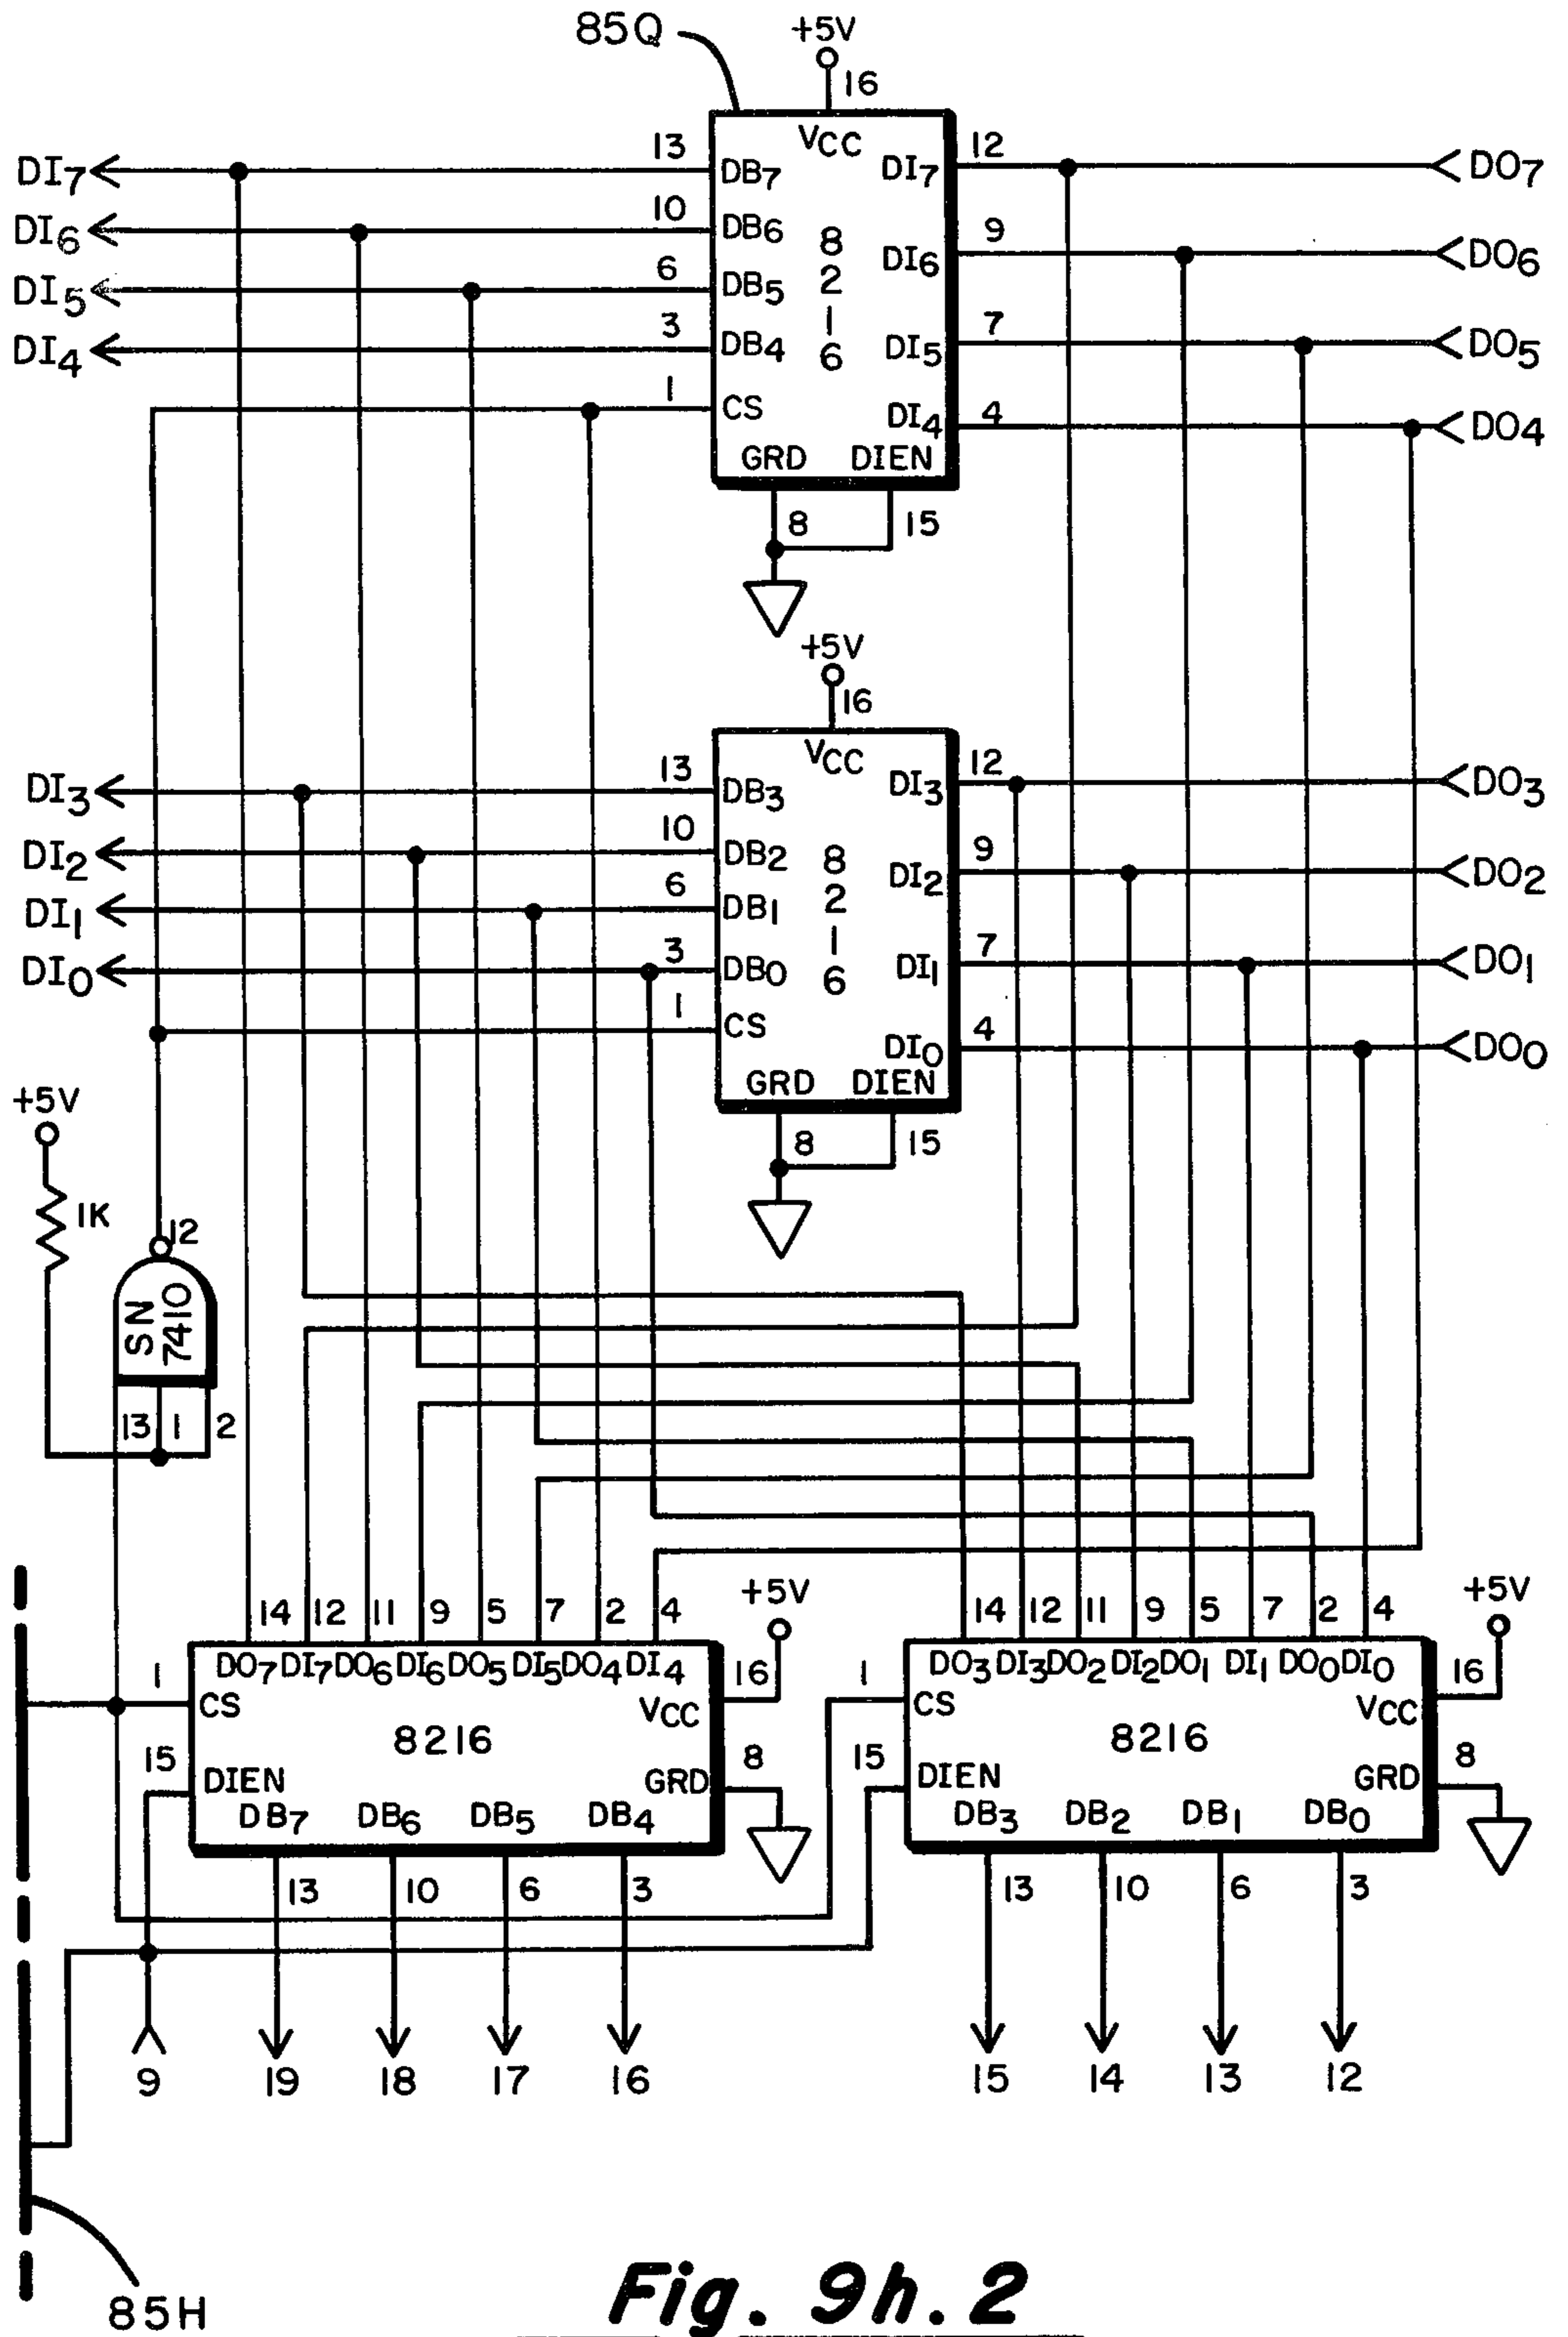 85Q
+5V
16
VCC
DI7 13 DB7 DI7 12 DO7
DI6 10 DB6 DI6 9 DO6
DI5 6 DB5 DI5 7 DO5
DI4 3 DB4 DI4 4 DO4
8216
1 CS
GRD DIEN
8 15
+5V
16
VCC
DI3 13 DB3 DI3 12 DO3
DI2 10 DB2 DI2 9 DO2
DI1 6 DB1 DI1 7 DO1
DI0 3 DB0 DI0 4 DO0
8216
1 CS
GRD DIEN
8 15
+5V
1K
12
SN
7410
13 1 2
14 12 11 9 5 7 2 4
+5V
DO7 DI7 DO6 DI6 DO5 DI5 DO4 DI4
1 CS
16
VCC
8216
15 DIEN
GRD 8
DB7 DB6 DB5 DB4
13 10 6 3
14 12 11 9 5 7 2 4
+5V
DO3 DI3 DO2 DI2 DO1 DI1 DO0 DI0
1 CS
16
VCC
8216
15 DIEN
GRD 8
DB3 DB2 DB1 DB0
13 10 6 3
9 19 18 17 16 15 14 13 12
85H
Fig. 9h.2